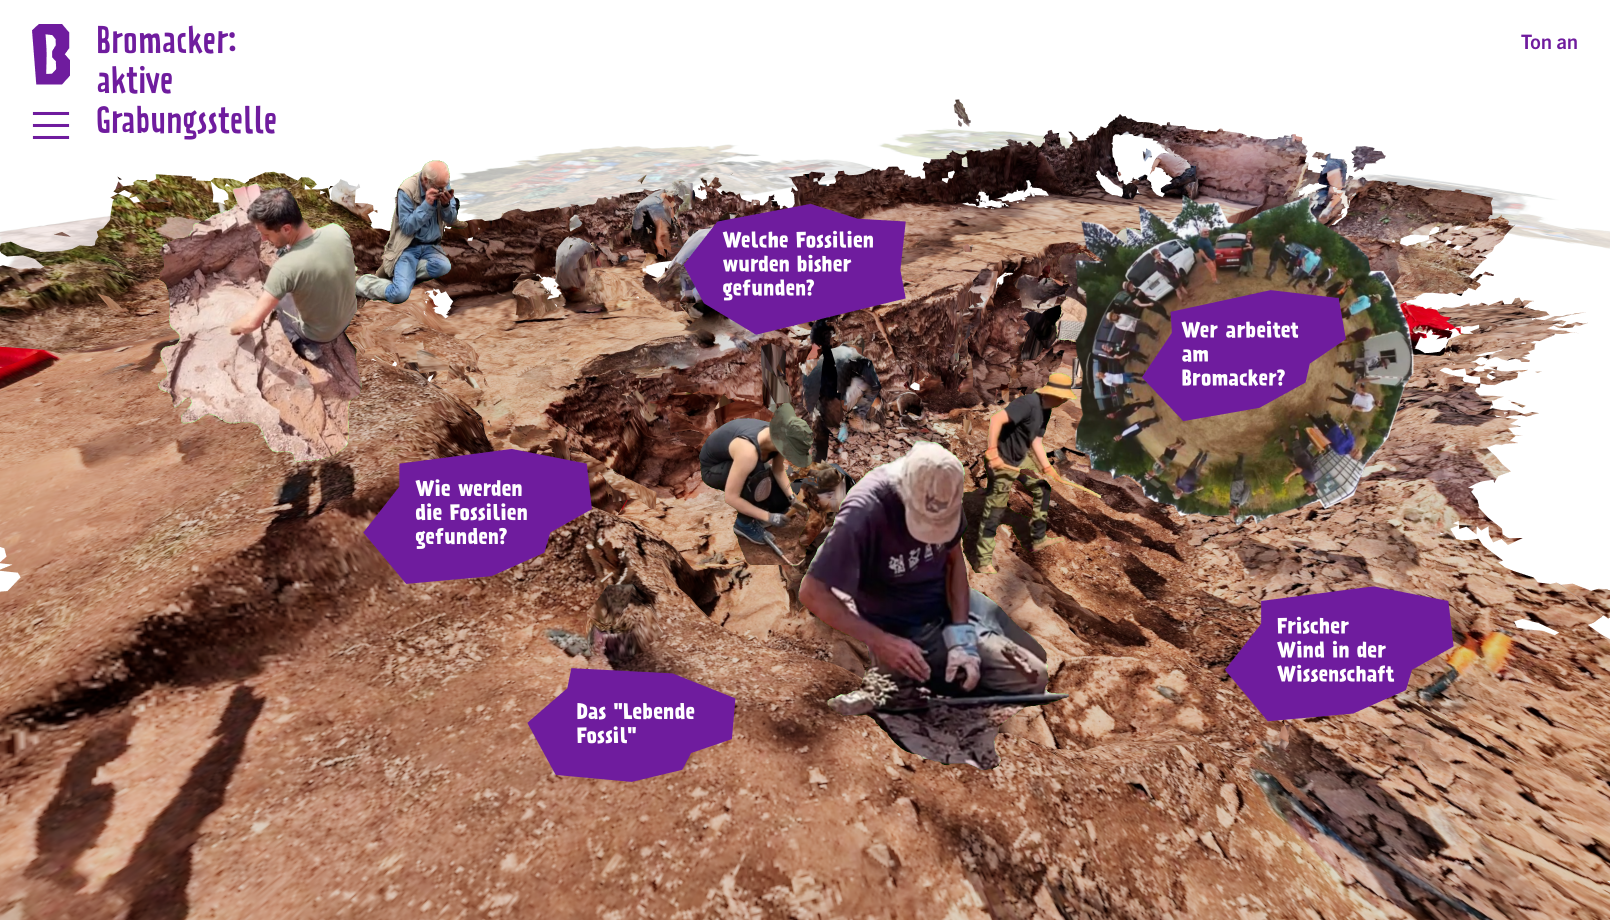 B
Bromacker:
aktive
Grabungsstelle
Ton an
Welche Fossilien
wurden bisher
gefunden?
Wer arbeitet
am
Bromacker?
Wie werden
die Fossilien
gefunden?
Frischer
Wind in der
Wissenschaft
Das "Lebende
Fossil"